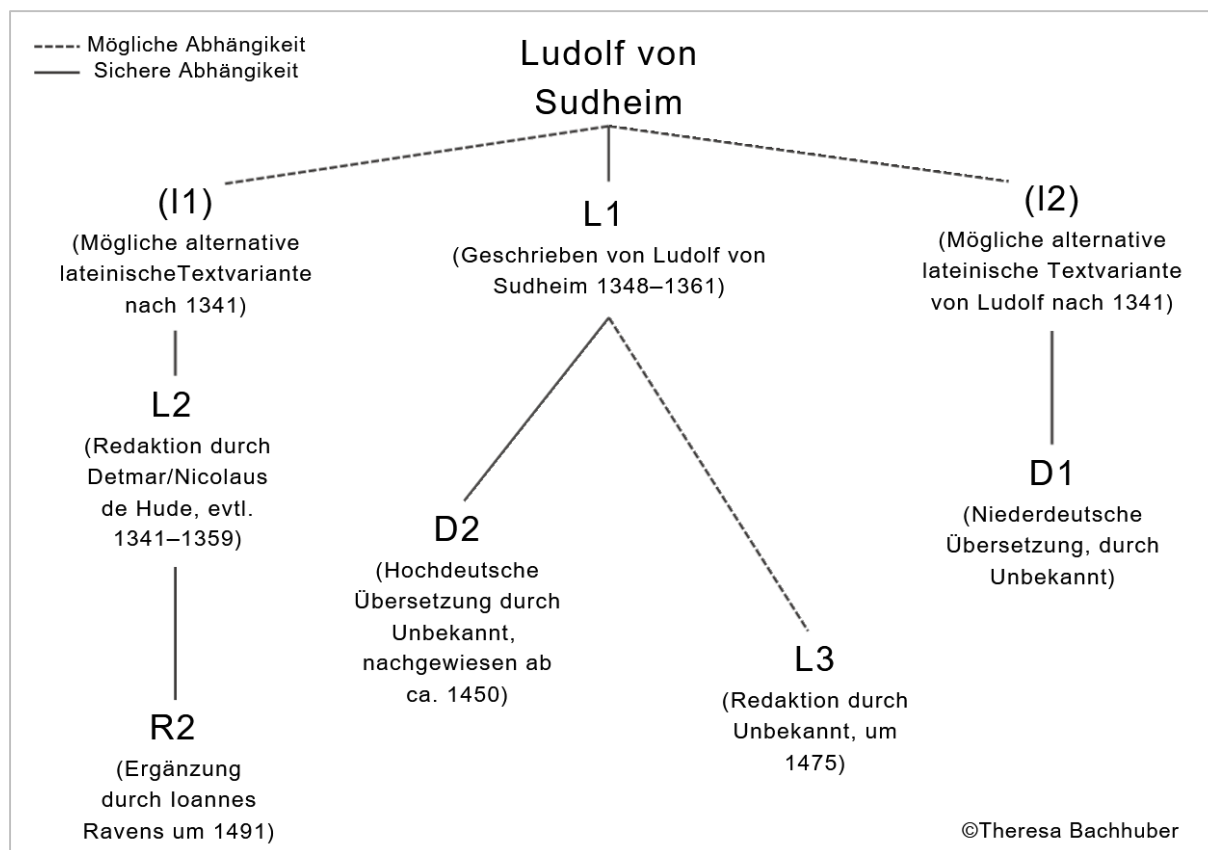 Mögliche Abhängikeit
Sichere Abhängikeit
Ludolf von
Sudheim
(I1)
(Mögliche alternative
lateinischeTextvariante
nach 1341)
L1
(Geschrieben von Ludolf von
Sudheim 1348–1361)
(I2)
(Mögliche alternative
lateinische Textvariante
von Ludolf nach 1341)
L2
(Redaktion durch
Detmar/Nicolaus
de Hude, evtl.
1341–1359)
D2
(Hochdeutsche
Übersetzung durch
Unbekannt,
nachgewiesen ab
ca. 1450)
D1
(Niederdeutsche
Übersetzung, durch
Unbekannt)
L3
(Redaktion durch
Unbekannt, um
1475)
R2
(Ergänzung
durch Ioannes
Ravens um 1491)
©Theresa Bachhuber